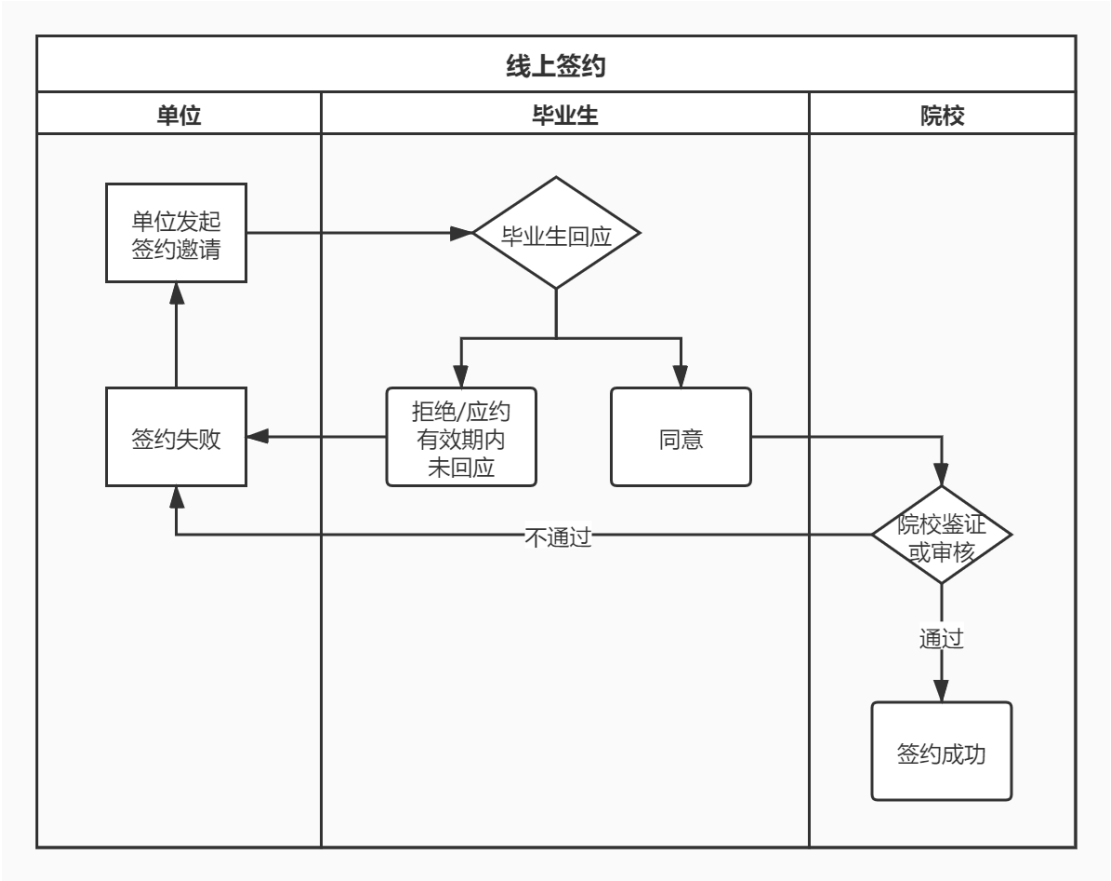 线上签约
单位
毕业生
院校
单位发起
签约邀请
毕业生回应
签约失败
拒绝/应约
有效期内
未回应
同意
不通过
院校鉴证
或审核
通过
签约成功